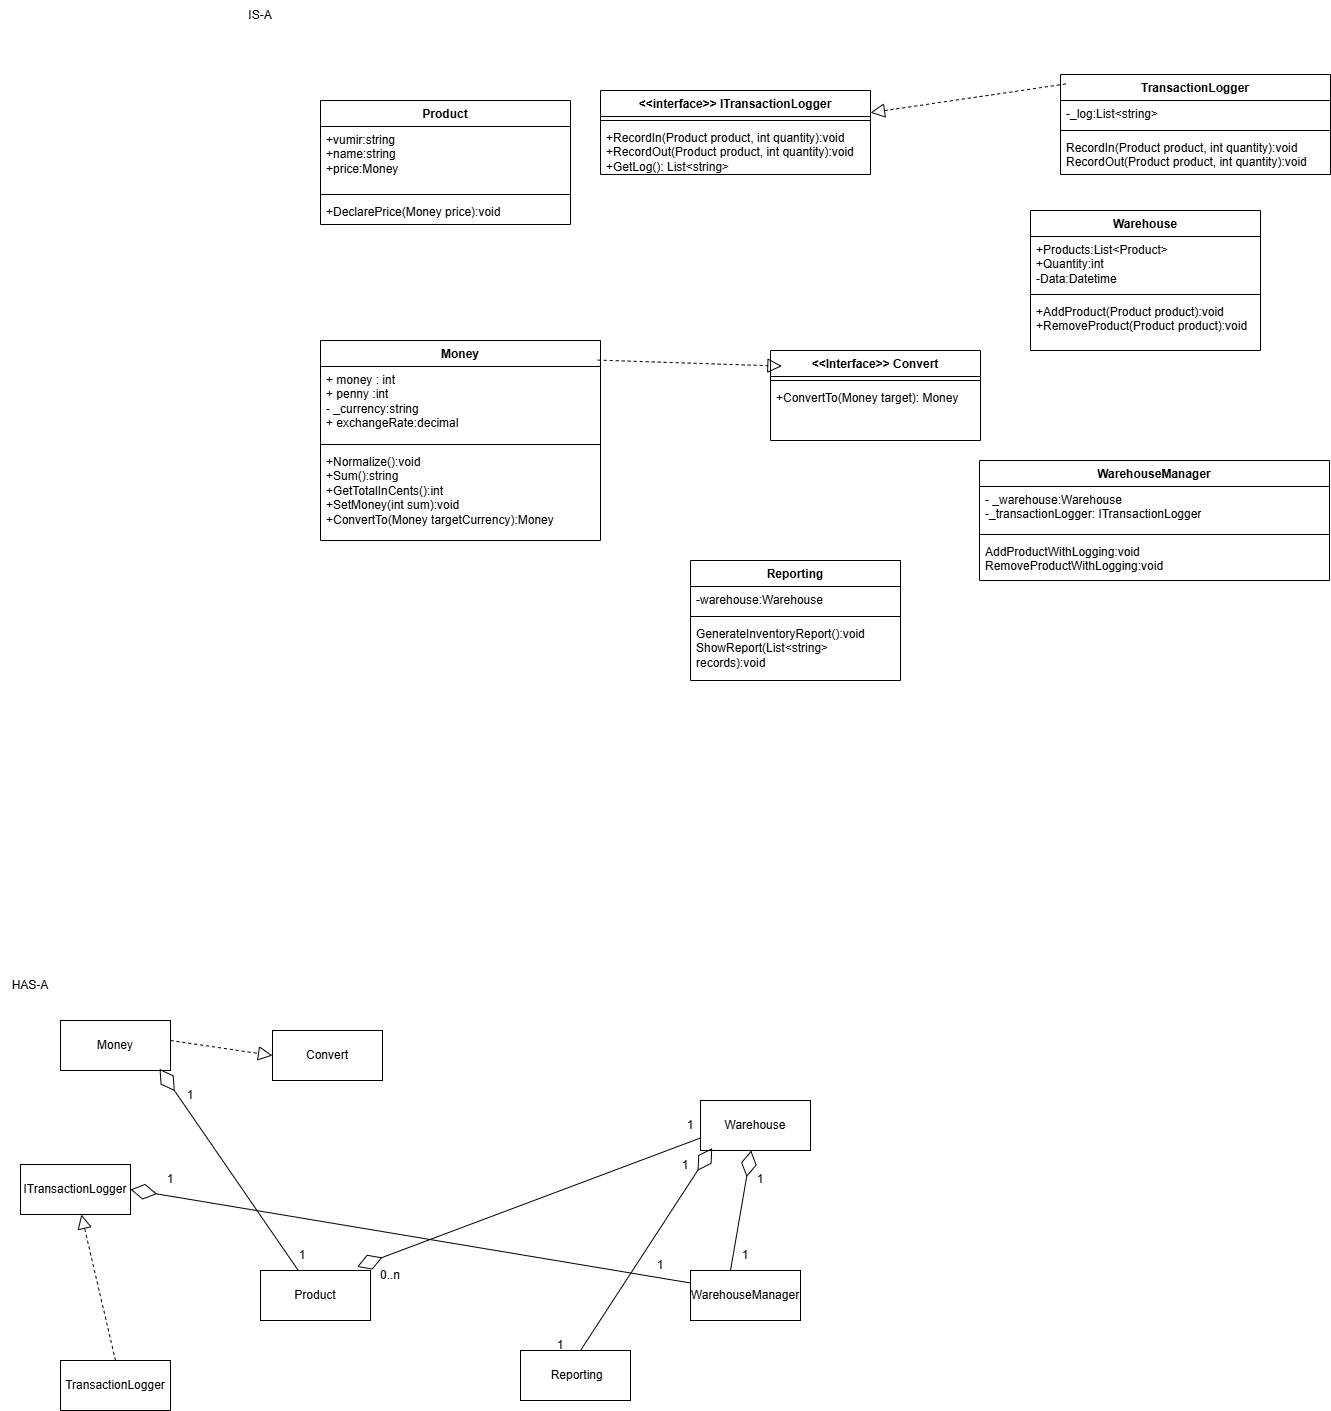 IS-A
Product
+vumir:string
+name:string
+price:Money
+DeclarePrice(Money price):void
<<interface>> ITransactionLogger
+RecordIn(Product product, int quantity):void
+RecordOut(Product product, int quantity):void
+GetLog(): List<string>
TransactionLogger
-_log:List<string>
RecordIn(Product product, int quantity):void
RecordOut(Product product, int quantity):void
Warehouse
+Products:List<Product>
+Quantity:int
-Data:Datetime
+AddProduct(Product product):void
+RemoveProduct(Product product):void
Money
+ money : int
+ penny :int
- _currency:string
+ exchangeRate:decimal
+Normalize():void
+Sum():string
+GetTotalInCents():int
+SetMoney(int sum):void
+ConvertTo(Money targetCurrency):Money
<<Interface>> Convert
+ConvertTo(Money target): Money
WarehouseManager
- _warehouse:Warehouse
-_transactionLogger: ITransactionLogger
AddProductWithLogging:void
RemoveProductWithLogging:void
Reporting
-warehouse:Warehouse
GenerateInventoryReport():void
ShowReport(List<string>
records):void
HAS-A
Money
Convert
1
Warehouse
1
1
1
ITransactionLogger
1
1
Product
0..n
1
1
WarehouseManager
1
Reporting
TransactionLogger